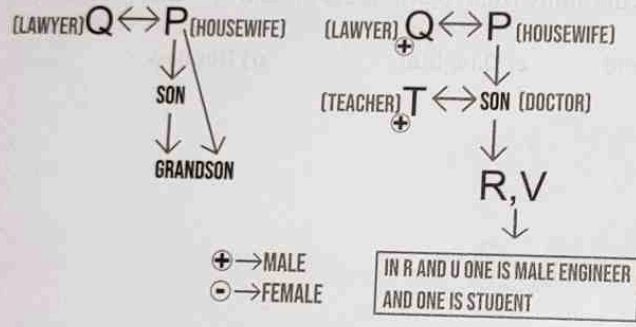 (LAWYER) Q ↔ P (HOUSEWIFE)
SON
GRANDSON
(LAWYER) Q ↔ P (HOUSEWIFE)
+
(TEACHER) T ↔ SON (DOCTOR)
+
R,V
⊕→MALE
⊖→FEMALE
IN R AND U ONE IS MALE ENGINEER
AND ONE IS STUDENT